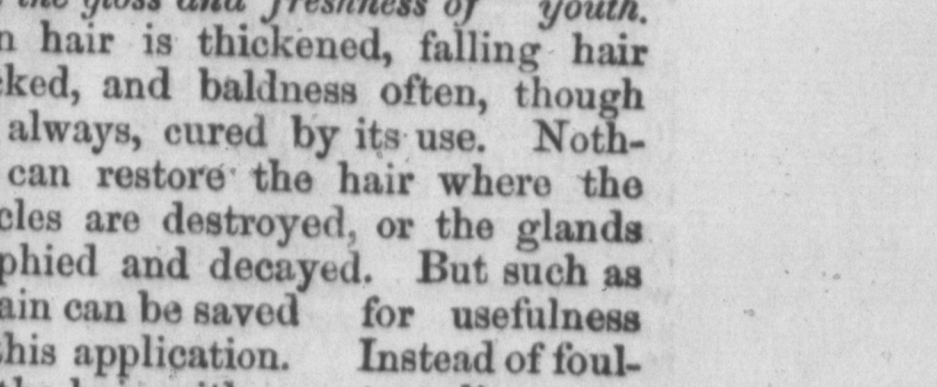 the gloss and freshness of youth.
n hair is thickened, falling hair
ked, and baldness often, though
always, cured by its use. Noth-
can restore the hair where the
cles are destroyed, or the glands
phied and decayed. But such as
ain can be saved for usefulness
his application. Instead of foul-